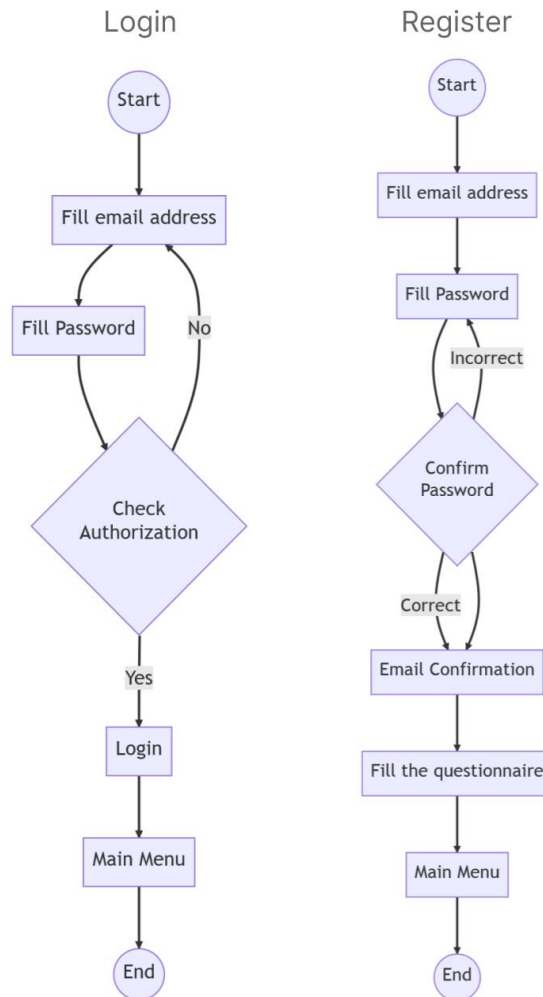 Login
Start
Fill email address
Fill Password
No
Check
Authorization
Yes
Login
Main Menu
End
Register
Start
Fill email address
Fill Password
Incorrect
Confirm
Password
Correct
Email Confirmation
Fill the questionnaire
Main Menu
End